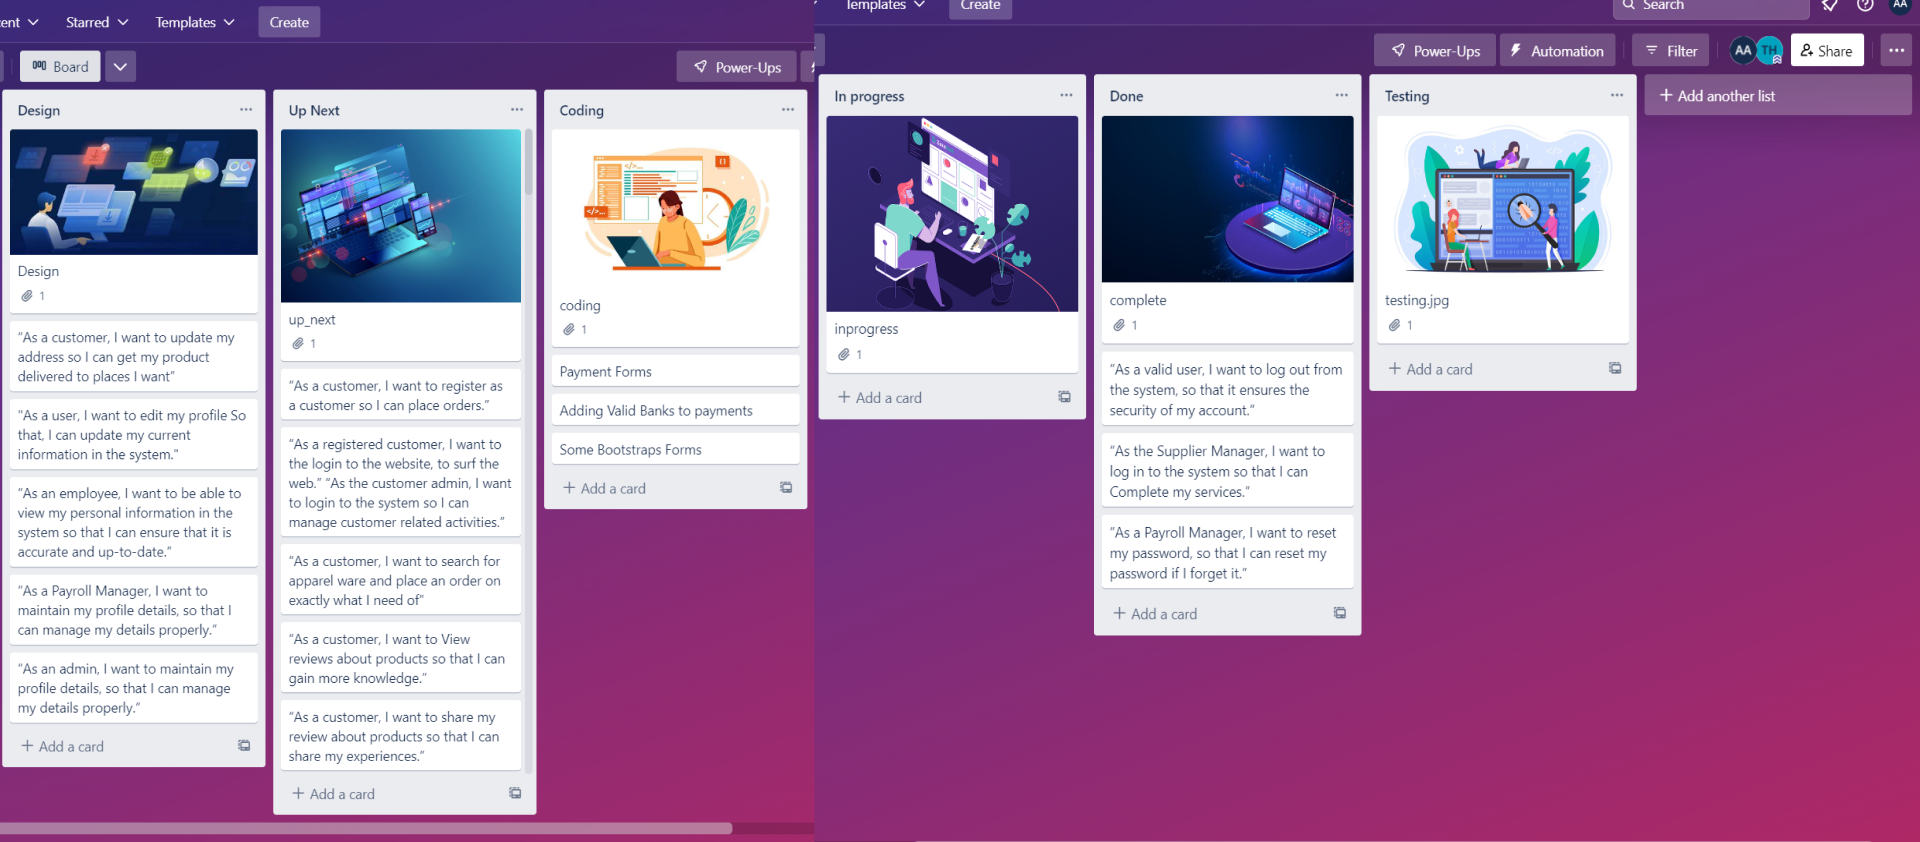 Starred
Templates
Create
Board
Power-Ups
Design
Design
1
“As a customer, I want to update my
address so I can get my product
delivered to places I want”
“As a user, I want to edit my profile So
that, I can update my current
information in the system."
“As an employee, I want to be able to
view my personal information in the
system so that I can ensure that it is
accurate and up-to-date.”
“As a Payroll Manager, I want to
maintain my profile details, so that I
can manage my details properly.”
“As an admin, I want to maintain my
profile details, so that I can manage
my details properly.”
+ Add a card
Up Next
up_next
1
“As a customer, I want to register as
a customer so I can place orders.”
“As a registered customer, I want to
the login to the website, to surf the
web.” “As the customer admin, I want
to login to the system so I can
manage customer related activities.”
“As a customer, I want to search for
apparel ware and place an order on
exactly what I need of”
“As a customer, I want to View
reviews about products so that I can
gain more knowledge.”
“As a customer, I want to share my
review about products so that I can
share my experiences.”
+ Add a card
Coding
coding
1
Payment Forms
Adding Valid Banks to payments
Some Bootstraps Forms
+ Add a card
Templates
Create
Search
AA
Power-Ups
Automation
Filter
AA
TH
Share
In progress
inprogress
1
+ Add a card
Done
complete
1
“As a valid user, I want to log out from
the system, so that it ensures the
security of my account.”
“As the Supplier Manager, I want to
log in to the system so that I can
Complete my services.”
“As a Payroll Manager, I want to reset
my password, so that I can reset my
password if I forget it.”
+ Add a card
Testing
testing.jpg
1
+ Add a card
+ Add another list